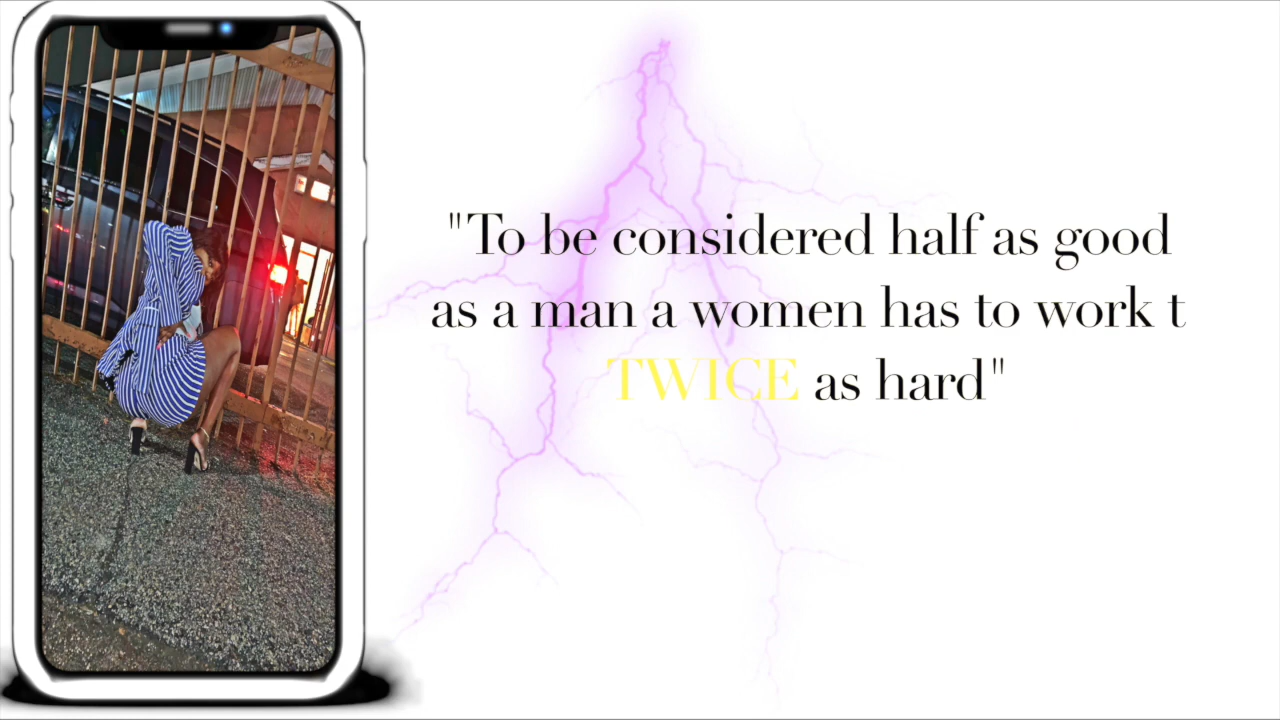 "To be considered half as good
as a man a women has to work t
TWICE as hard"